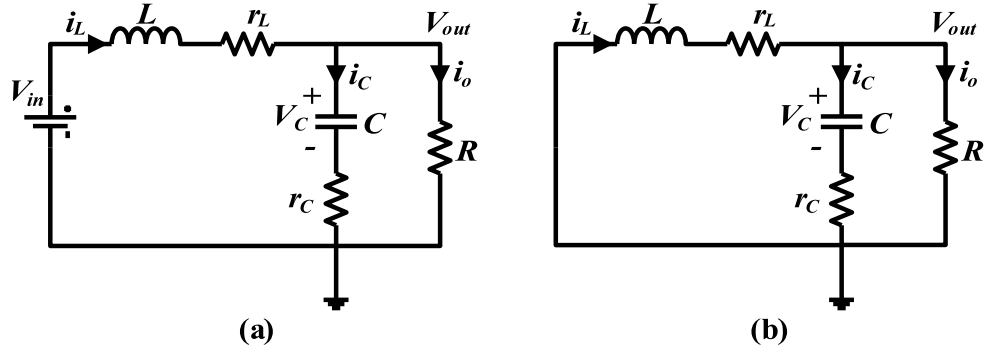 i_L L r_L V_out i_L L r_L V_out
i_C i_o i_C i_o
V_in + +
V_C C V_C C
- R - R
r_C r_C
(a) (b)